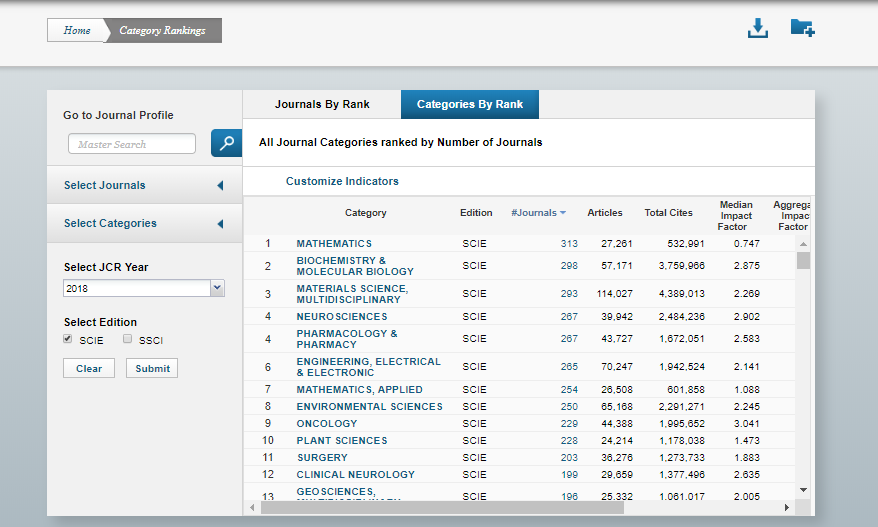 Home Category Rankings
Go to Journal Profile
Master Search
Select Journals
Select Categories
Select JCR Year
2018
Select Edition
SCIE SSCI
Clear Submit
Journals By Rank Categories By Rank
All Journal Categories ranked by Number of Journals
Customize Indicators
Category Edition #Journals Articles Total Cites Median Impact Factor Aggrega Impac Factor
1 MATHEMATICS SCIE 313 27,261 532,991 0.747
2 BIOCHEMISTRY & MOLECULAR BIOLOGY SCIE 298 57,171 3,759,966 2.875
3 MATERIALS SCIENCE, MULTIDISCIPLINARY SCIE 293 114,027 4,389,013 2.269
4 NEUROSCIENCES SCIE 267 39,942 2,484,236 2.902
4 PHARMACOLOGY & PHARMACY SCIE 267 43,727 1,672,051 2.583
6 ENGINEERING, ELECTRICAL & ELECTRONIC SCIE 265 70,247 1,942,524 2.141
7 MATHEMATICS, APPLIED SCIE 254 26,508 601,858 1.088
8 ENVIRONMENTAL SCIENCES SCIE 250 65,168 2,291,271 2.245
9 ONCOLOGY SCIE 229 44,388 1,995,652 3.041
10 PLANT SCIENCES SCIE 228 24,214 1,178,038 1.473
11 SURGERY SCIE 203 36,276 1,273,733 1.883
12 CLINICAL NEUROLOGY SCIE 199 29,659 1,377,496 2.635
13 GEOSCIENCES, SCIE 196 25,332 1,061,017 2.005